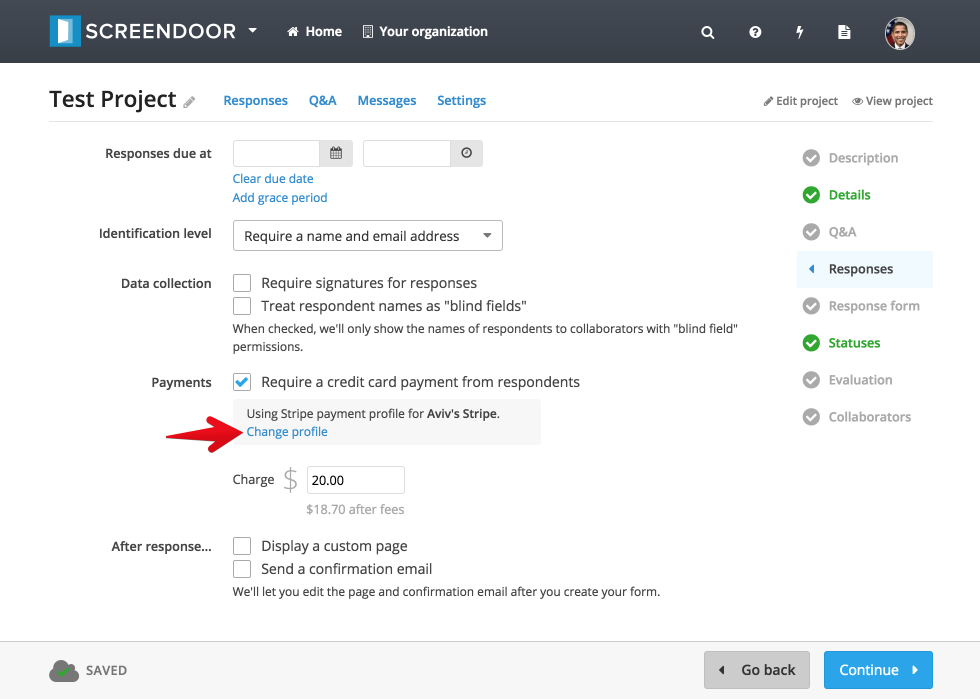 SCREENDOOR Home Your organization
Test Project Responses Q&A Messages Settings Edit project View project
Responses due at
Clear due date
Add grace period
Identification level Require a name and email address
Data collection Require signatures for responses
Treat respondent names as "blind fields"
When checked, we'll only show the names of respondents to collaborators with "blind field"
permissions.
Payments Require a credit card payment from respondents
Using Stripe payment profile for Aviv's Stripe.
Change profile
Charge $ 20.00
$18.70 after fees
After response... Display a custom page
Send a confirmation email
We'll let you edit the page and confirmation email after you create your form.
Description
Details
Q&A
Responses
Response form
Statuses
Evaluation
Collaborators
SAVED Go back Continue